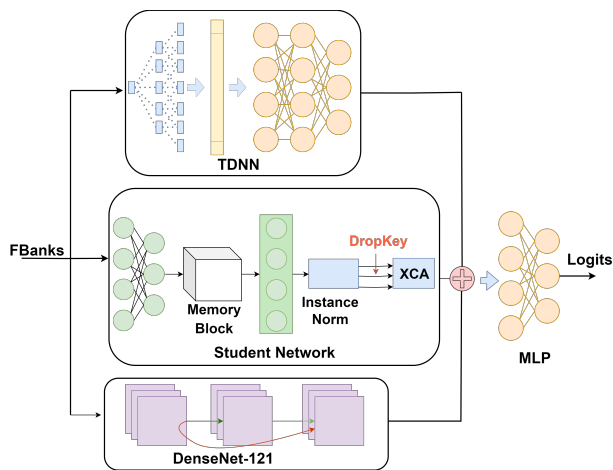 TDNN
FBanks
DropKey
XCA
Memory
Block
Instance
Norm
Student Network
Logits
MLP
DenseNet-121